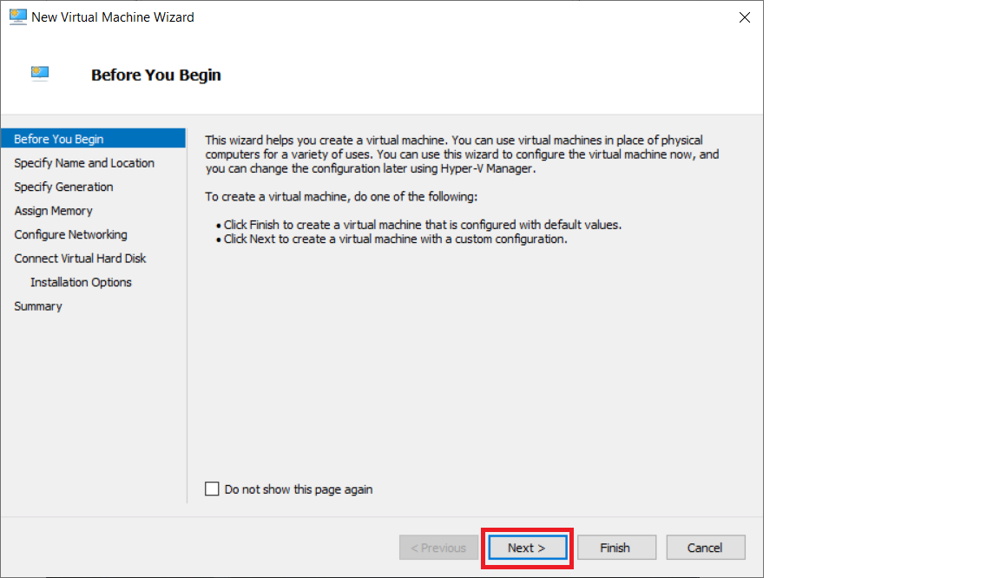 New Virtual Machine Wizard
Before You Begin
Before You Begin
Specify Name and Location
Specify Generation
Assign Memory
Configure Networking
Connect Virtual Hard Disk
Installation Options
Summary
This wizard helps you create a virtual machine. You can use virtual machines in place of physical
computers for a variety of uses. You can use this wizard to configure the virtual machine now, and
you can change the configuration later using Hyper-V Manager.
To create a virtual machine, do one of the following:
• Click Finish to create a virtual machine that is configured with default values.
• Click Next to create a virtual machine with a custom configuration.
Do not show this page again
< Previous
Next >
Finish
Cancel